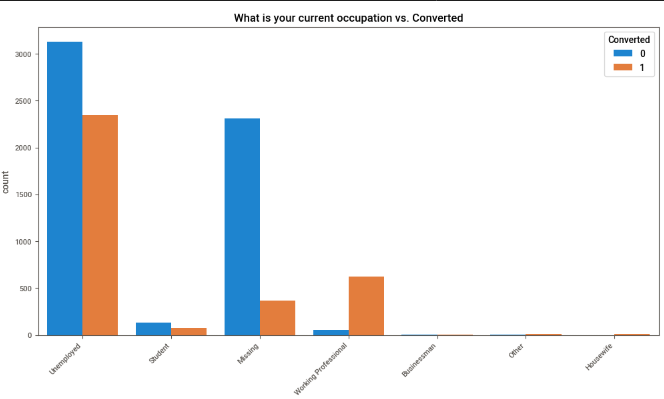 What is your current occupation vs. Converted
Converted
0
1
3000
2500
2000
1500
1000
500
0
count
Unemployed
Student
Missing
Working Professional
Businessman
Other
Housewife